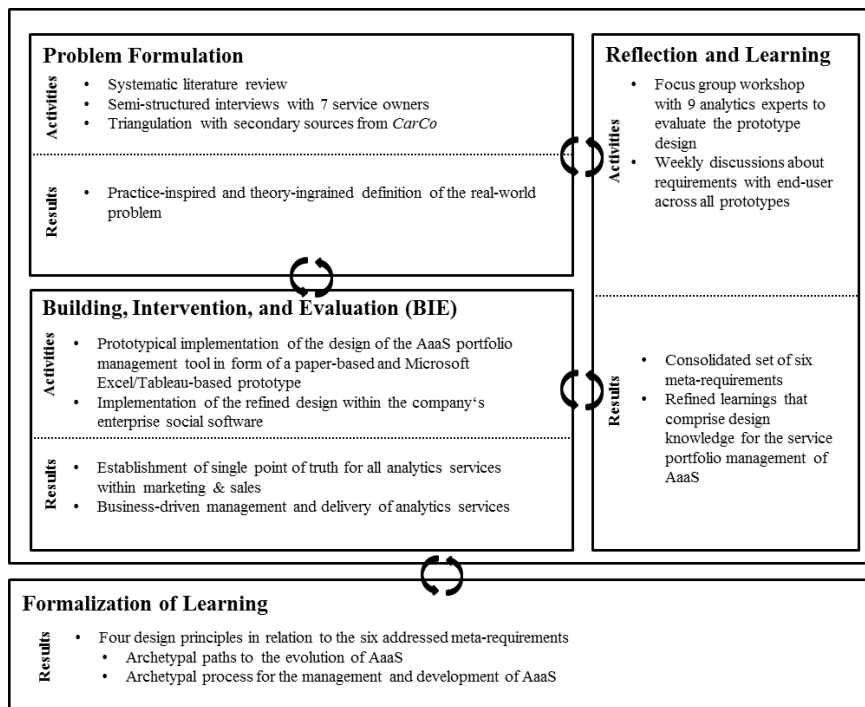 Problem Formulation
Activities
• Systematic literature review
• Semi-structured interviews with 7 service owners
• Triangulation with secondary sources from CarCo
Results
• Practice-inspired and theory-ingrained definition of the real-world
problem
Building, Intervention, and Evaluation (BIE)
Activities
• Prototypical implementation of the design of the AaaS portfolio
management tool in form of a paper-based and Microsoft
Excel/Tableau-based prototype
• Implementation of the refined design within the company‘s
enterprise social software
Results
• Establishment of single point of truth for all analytics services
within marketing & sales
• Business-driven management and delivery of analytics services
Reflection and Learning
Activities
• Focus group workshop
with 9 analytics experts to
evaluate the prototype
design
• Weekly discussions about
requirements with end-user
across all prototypes
Results
• Consolidated set of six
meta-requirements
• Refined learnings that
comprise design
knowledge for the service
portfolio management of
AaaS
Formalization of Learning
Results
• Four design principles in relation to the six addressed meta-requirements
• Archetypal paths to the evolution of AaaS
• Archetypal process for the management and development of AaaS